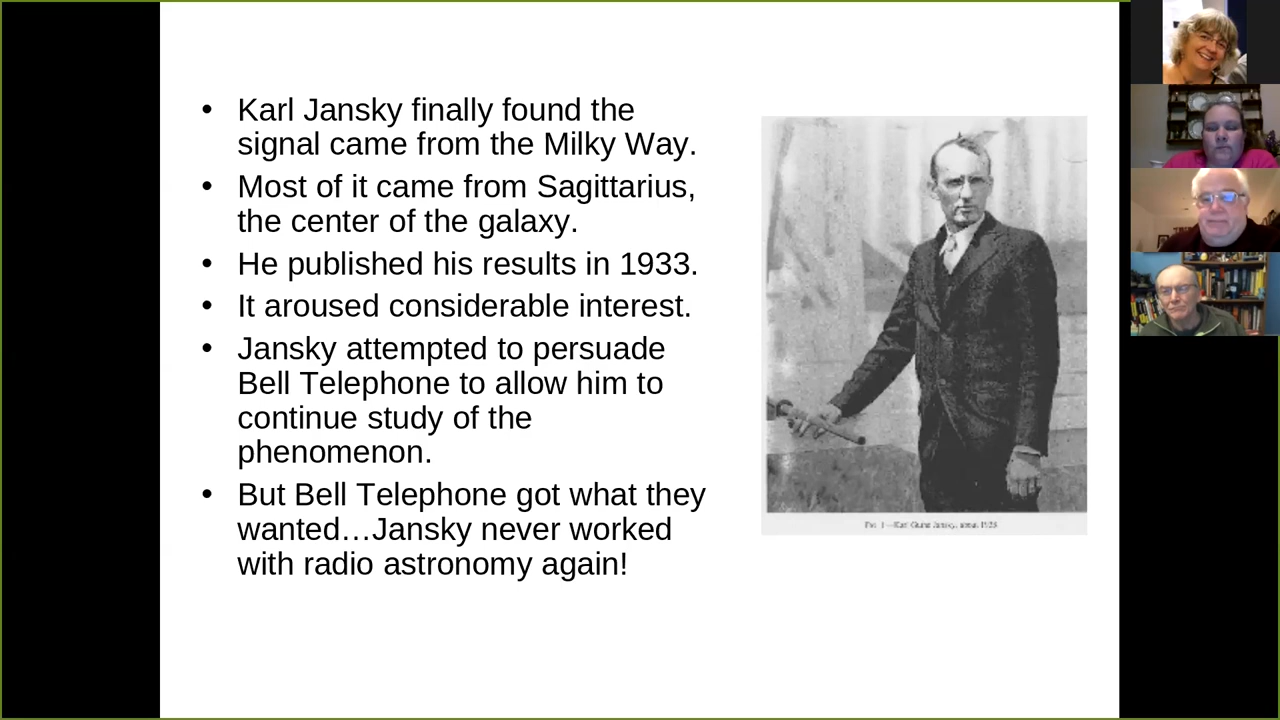 • Karl Jansky finally found the
signal came from the Milky Way.
• Most of it came from Sagittarius,
the center of the galaxy.
• He published his results in 1933.
• It aroused considerable interest.
• Jansky attempted to persuade
Bell Telephone to allow him to
continue study of the
phenomenon.
• But Bell Telephone got what they
wanted…Jansky never worked
with radio astronomy again!
Karl Jansky, about